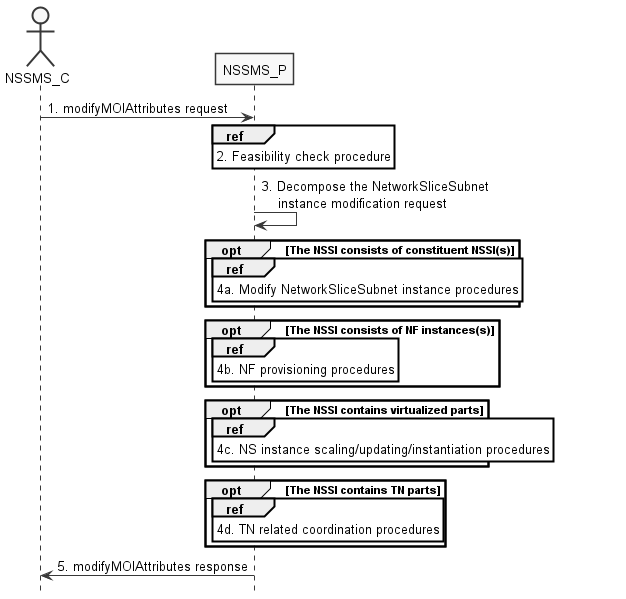 NSSMS_C
NSSMS_P
1. modifyMOIAttributes request
ref
2. Feasibility check procedure
3. Decompose the NetworkSliceSubnet
instance modification request
opt [The NSSI consists of constituent NSSI(s)]
ref
4a. Modify NetworkSliceSubnet instance procedures
opt [The NSSI consists of NF instances(s)]
ref
4b. NF provisioning procedures
opt [The NSSI contains virtualized parts]
ref
4c. NS instance scaling/updating/instantiation procedures
opt [The NSSI contains TN parts]
ref
4d. TN related coordination procedures
5. modifyMOIAttributes response